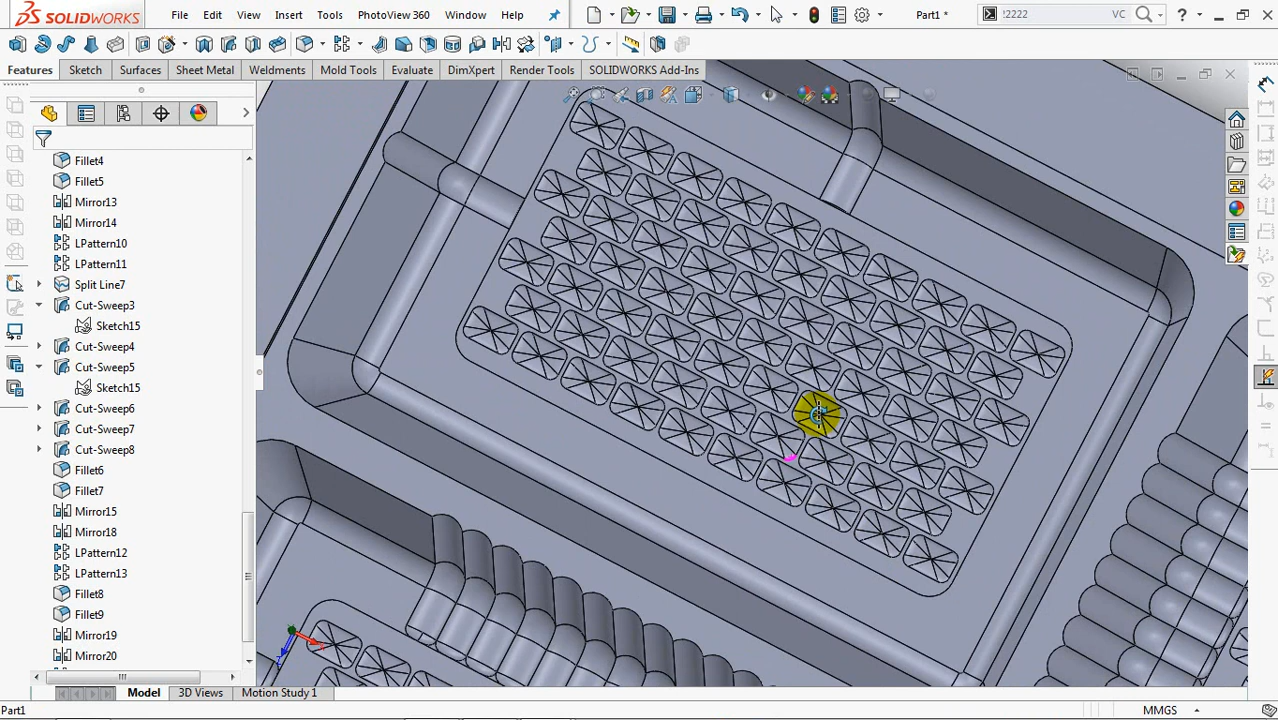 SOLIDWORKS File Edit View Insert Tools PhotoView 360 Window Help Part1 * !2222 VC ?
Features Sketch Surfaces Sheet Metal Weldments Mold Tools Evaluate DimXpert Render Tools SOLIDWORKS Add-Ins
Fillet4
Fillet5
Mirror13
Mirror14
LPattern10
LPattern11
Split Line7
Cut-Sweep3
Sketch15
Cut-Sweep4
Cut-Sweep5
Sketch15
Cut-Sweep6
Cut-Sweep7
Cut-Sweep8
Fillet6
Fillet7
Mirror15
Mirror18
LPattern12
LPattern13
Fillet8
Fillet9
Mirror19
Mirror20
Model 3D Views Motion Study 1
Part1 MMGS